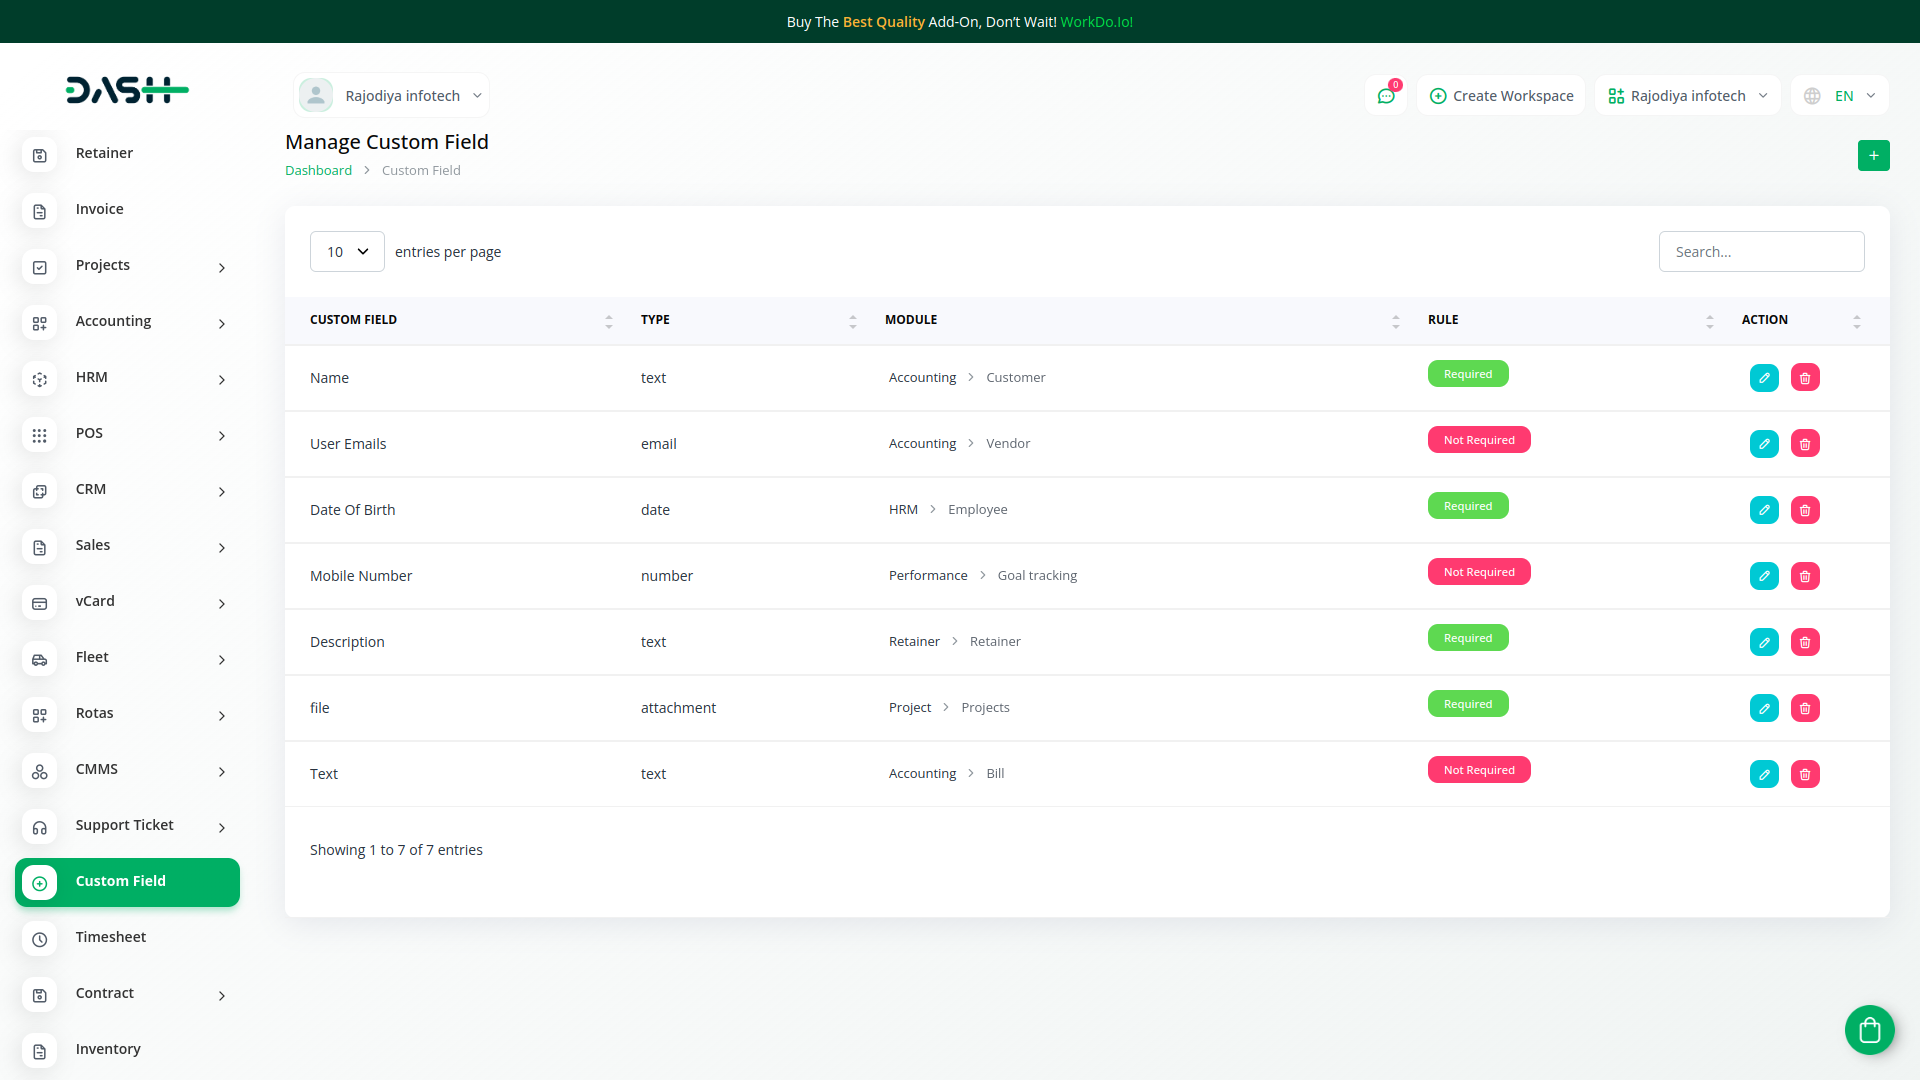 Buy The Best Quality Add-On, Don't Wait! WorkDo.Io!
DASH
Rajodiya infotech
0
Create Workspace
Rajodiya infotech
EN
Manage Custom Field
Dashboard > Custom Field
+
Retainer
Invoice
Projects
Accounting
HRM
POS
CRM
Sales
vCard
Fleet
Rotas
CMMS
Support Ticket
Custom Field
Timesheet
Contract
Inventory
10 entries per page
Search...
CUSTOM FIELD TYPE MODULE RULE ACTION
Name text Accounting > Customer Required
User Emails email Accounting > Vendor Not Required
Date Of Birth date HRM > Employee Required
Mobile Number number Performance > Goal tracking Not Required
Description text Retainer > Retainer Required
file attachment Project > Projects Required
Text text Accounting > Bill Not Required
Showing 1 to 7 of 7 entries